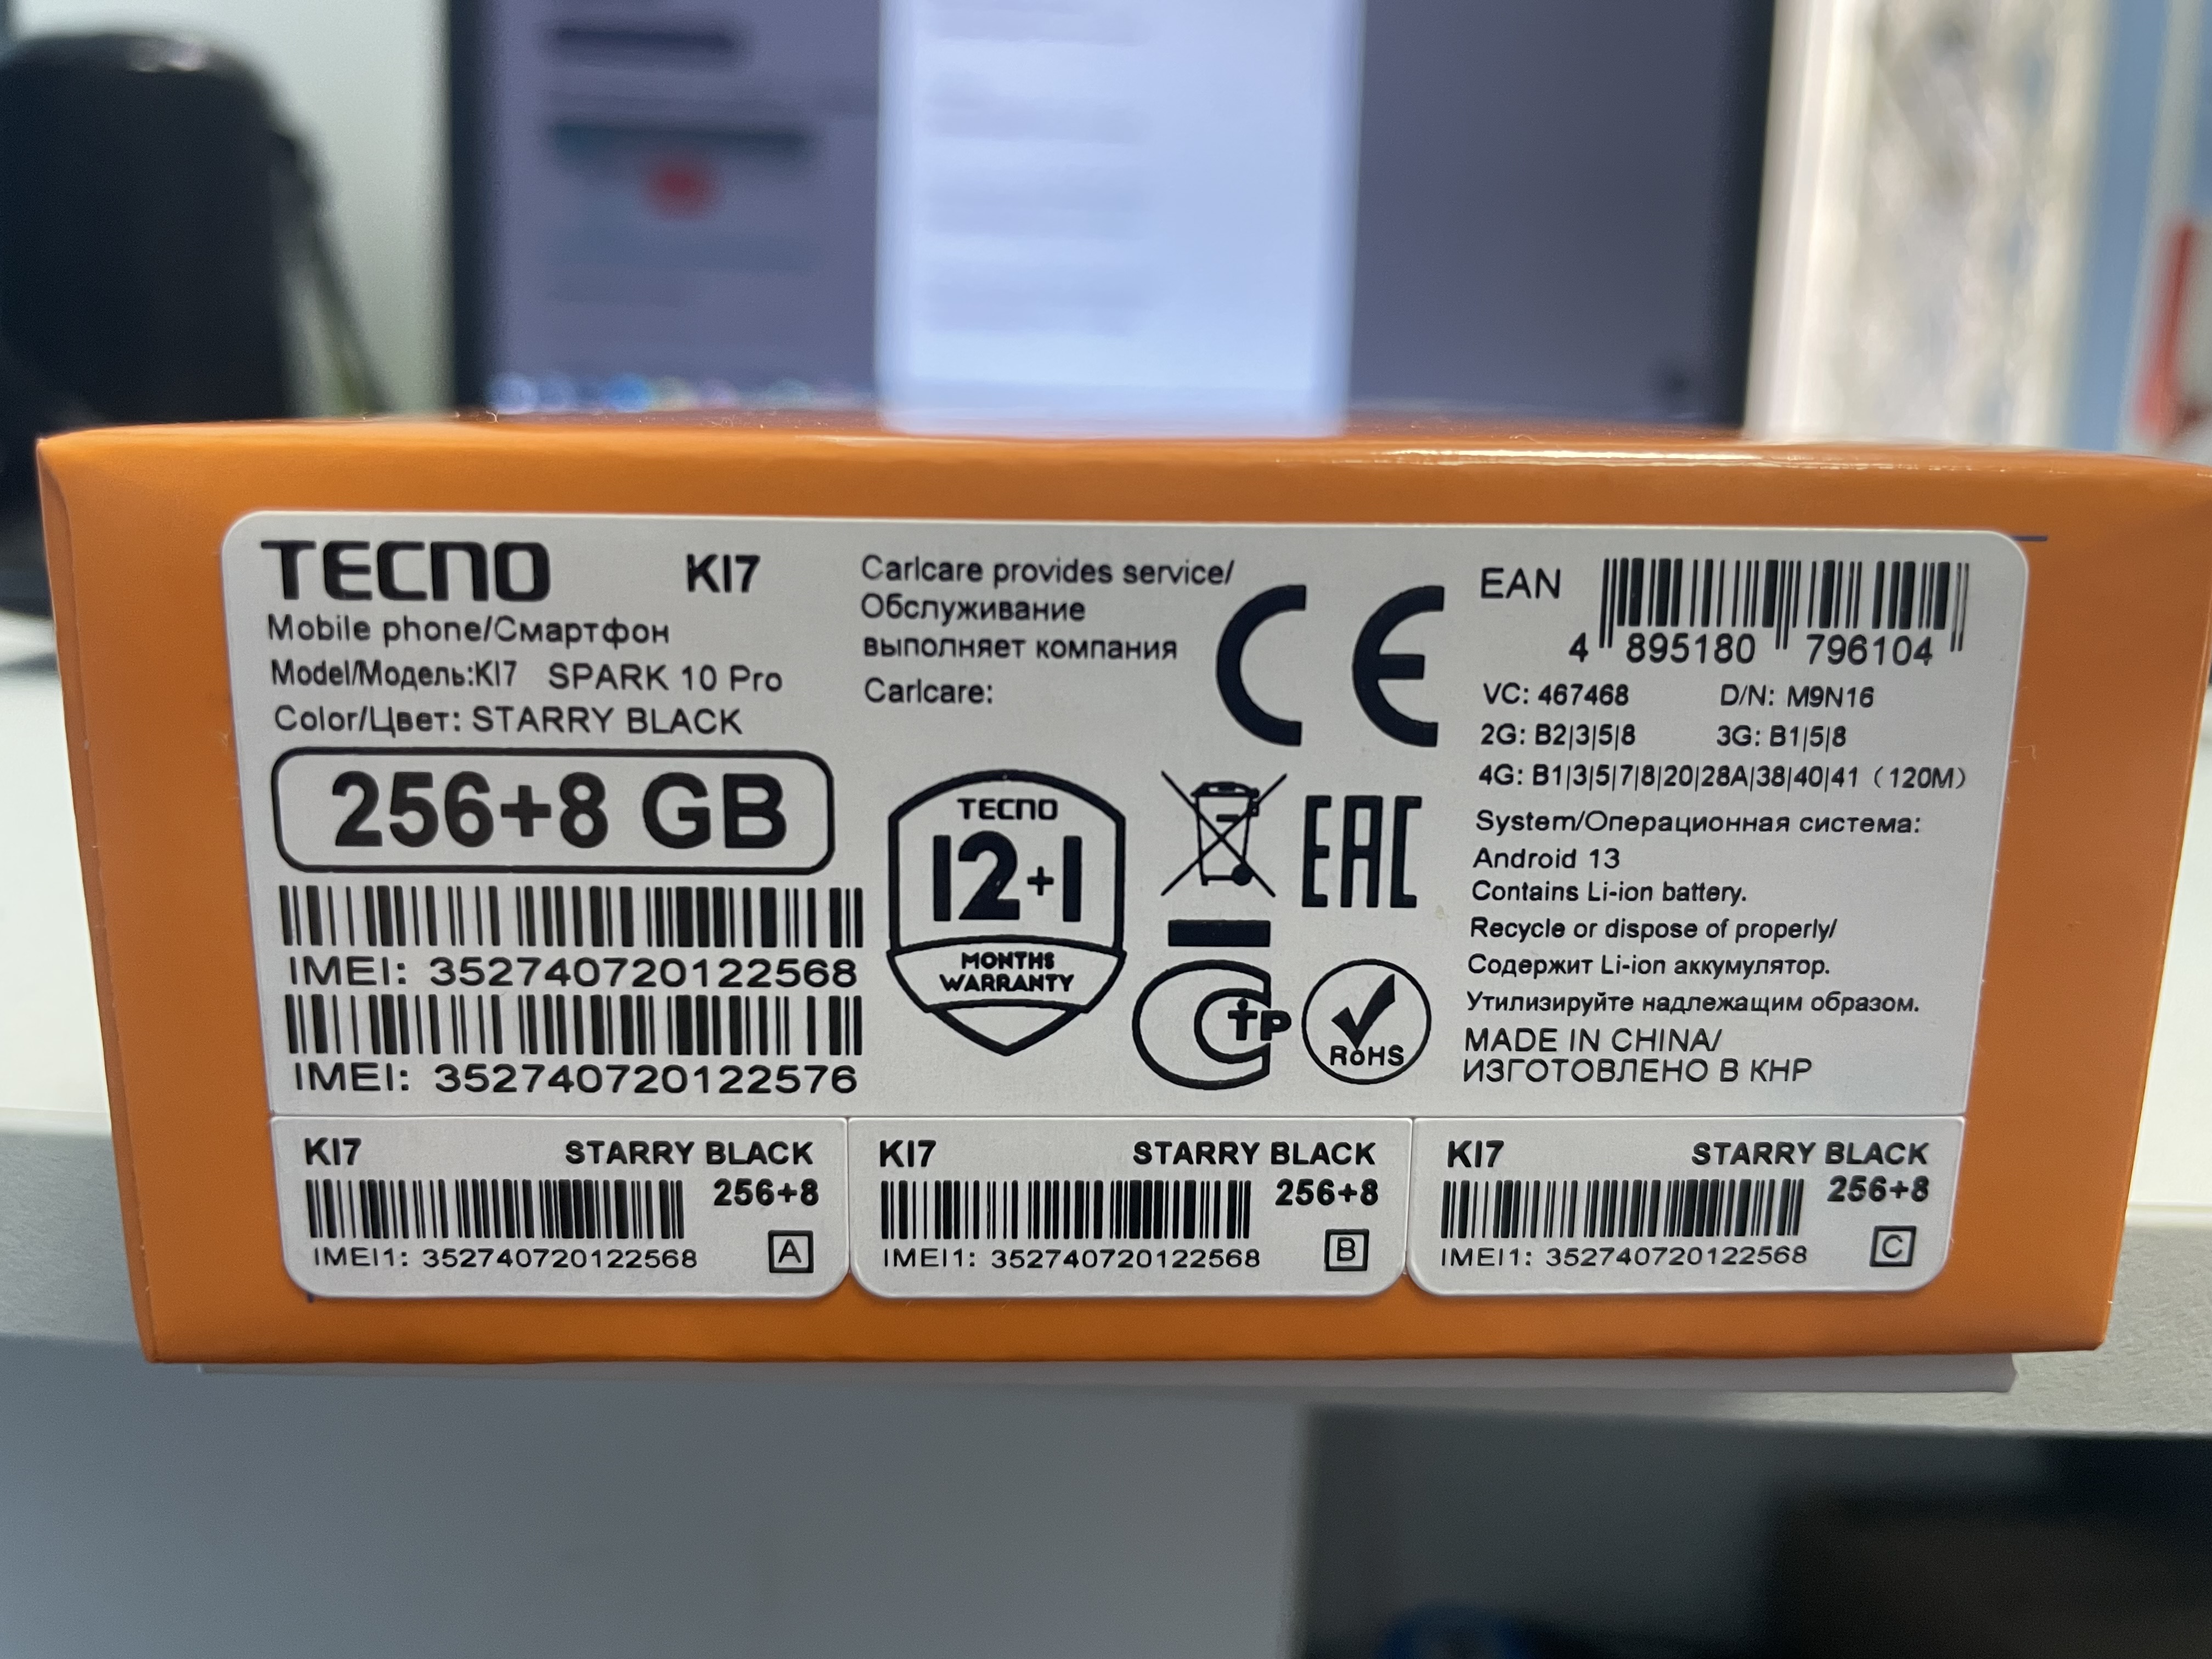 TECNO KI7
Mobile phone/Смартфон
Model/Модель:KI7 SPARK 10 Pro
Color/Цвет: STARRY BLACK
256+8 GB
IMEI: 352740720122568
IMEI: 352740720122576
Carlcare provides service/
Обслуживание
выполняет компания
Carlcare:
CE
TECNO
12+1
MONTHS
WARRANTY
EAC
СТР
RoHS
EAN
4 895180 796104
VC: 467468 D/N: M9N16
2G: B2|3|5|8 3G: B1|5|8
4G: B1|3|5|7|8|20|28A|38|40|41（120M）
System/Операционная система:
Android 13
Contains Li-ion battery.
Recycle or dispose of properly/
Содержит Li-ion аккумулятор.
Утилизируйте надлежащим образом.
MADE IN CHINA/
ИЗГОТОВЛЕНО В КНР
KI7 STARRY BLACK
256+8
IMEI1: 352740720122568
A
KI7 STARRY BLACK
256+8
IMEI1: 352740720122568
B
KI7 STARRY BLACK
256+8
IMEI1: 352740720122568
C